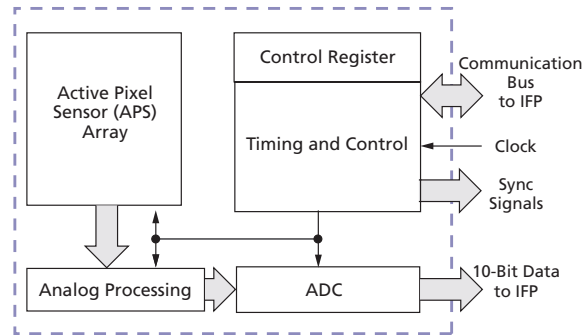 Control Register
Active Pixel
Sensor (APS)
Array
Communication
Bus
to IFP
Timing and Control
Clock
Sync
Signals
Analog Processing
ADC
10-Bit Data
to IFP